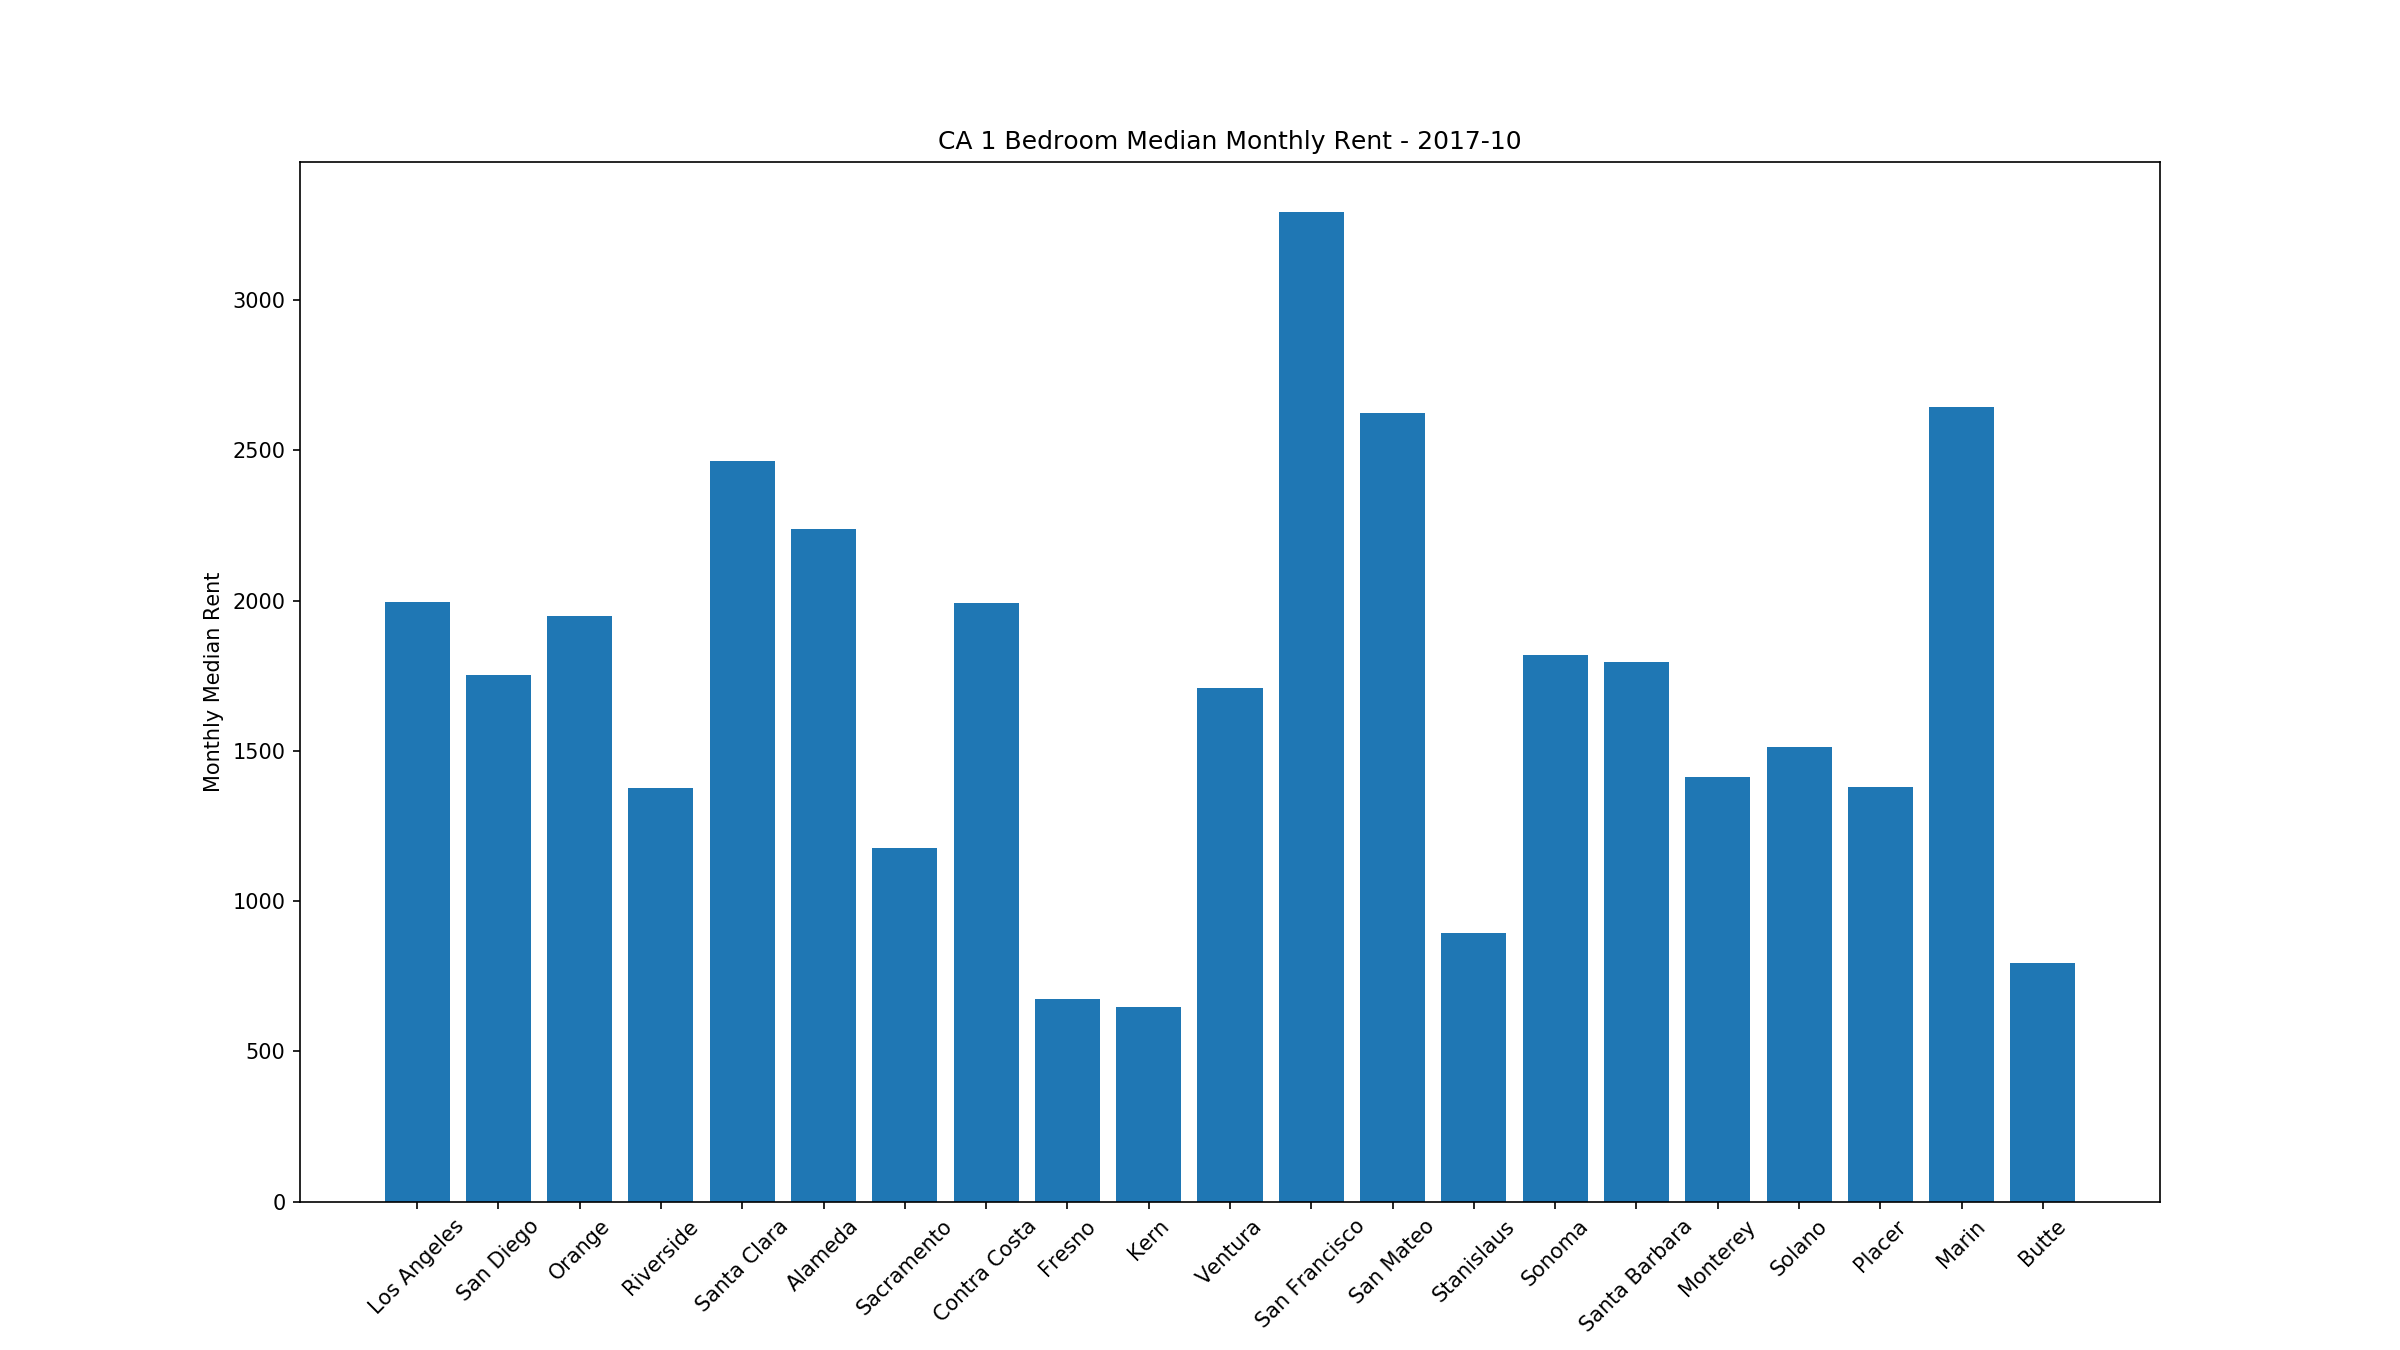 CA 1 Bedroom Median Monthly Rent - 2017-10
Monthly Median Rent
3000
2500
2000
1500
1000
500
0
Los Angeles
San Diego
Orange
Riverside
Santa Clara
Alameda
Sacramento
Contra Costa
Fresno
Kern
Ventura
San Francisco
San Mateo
Stanislaus
Sonoma
Santa Barbara
Monterey
Solano
Placer
Marin
Butte